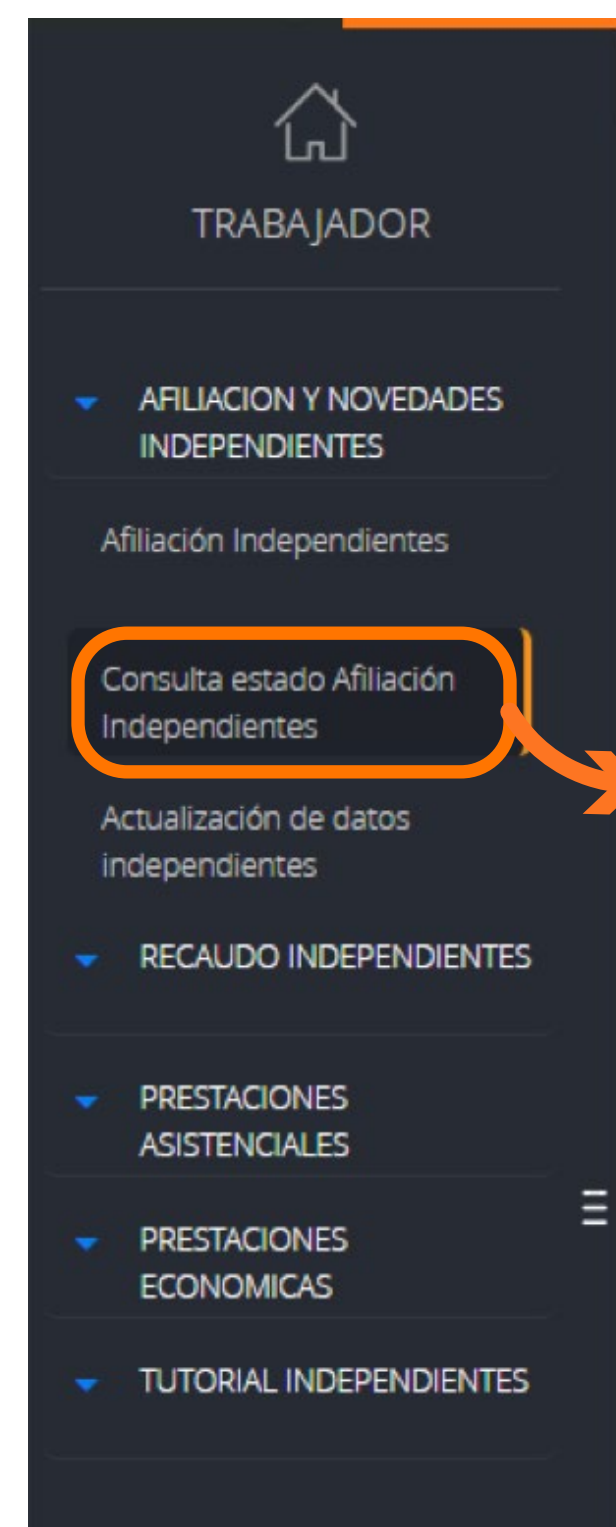 TRABAJADOR
AFILIACION Y NOVEDADES
INDEPENDIENTES
Afiliación Independientes
Consulta estado Afiliación
Independientes
Actualización de datos
independientes
RECAUDO INDEPENDIENTES
PRESTACIONES
ASISTENCIALES
PRESTACIONES
ECONOMICAS
TUTORIAL INDEPENDIENTES